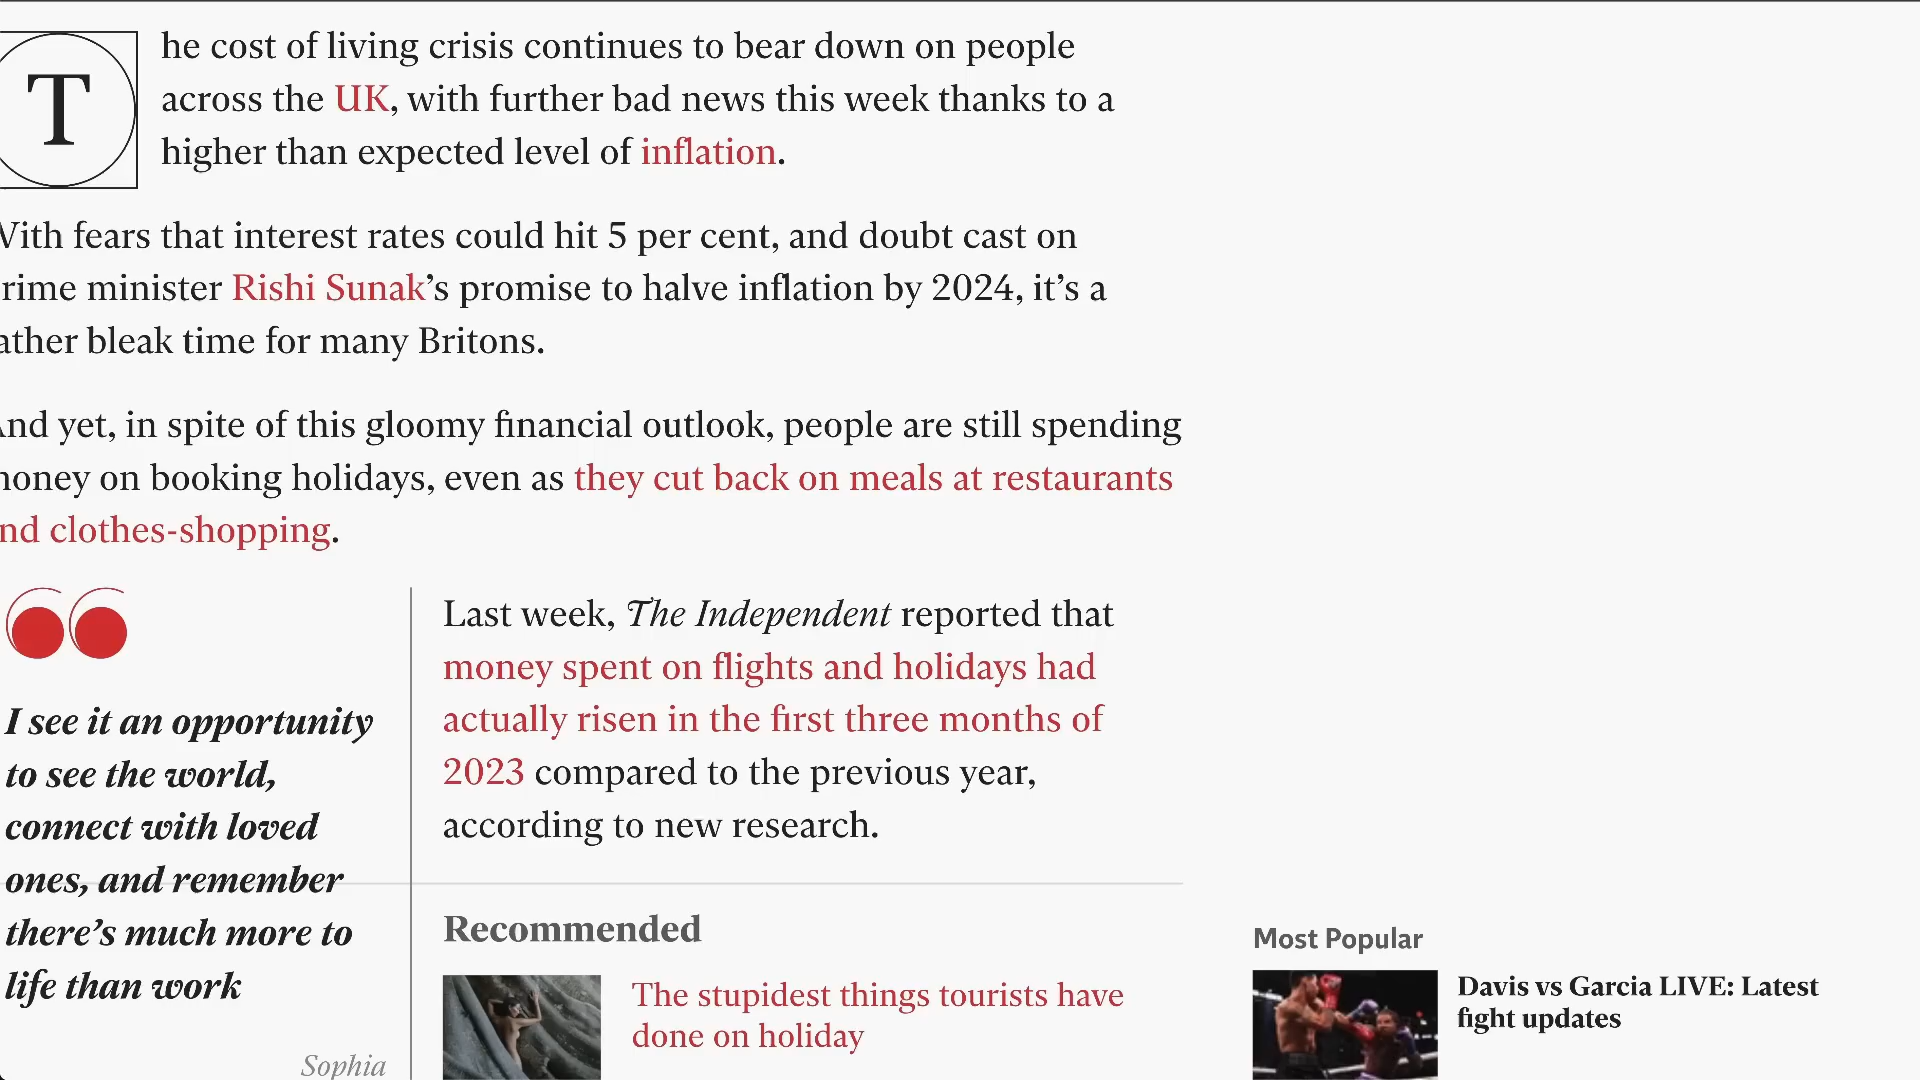 The cost of living crisis continues to bear down on people
across the UK, with further bad news this week thanks to a
higher than expected level of inflation.
With fears that interest rates could hit 5 per cent, and doubt cast on
rime minister Rishi Sunak’s promise to halve inflation by 2024, it’s a
ather bleak time for many Britons.
And yet, in spite of this gloomy financial outlook, people are still spending
money on booking holidays, even as they cut back on meals at restaurants
nd clothes-shopping.
I see it an opportunity
to see the world,
connect with loved
ones, and remember
there’s much more to
life than work
Sophia
Last week, The Independent reported that
money spent on flights and holidays had
actually risen in the first three months of
2023 compared to the previous year,
according to new research.
Recommended
The stupidest things tourists have
done on holiday
Most Popular
Davis vs Garcia LIVE: Latest
fight updates